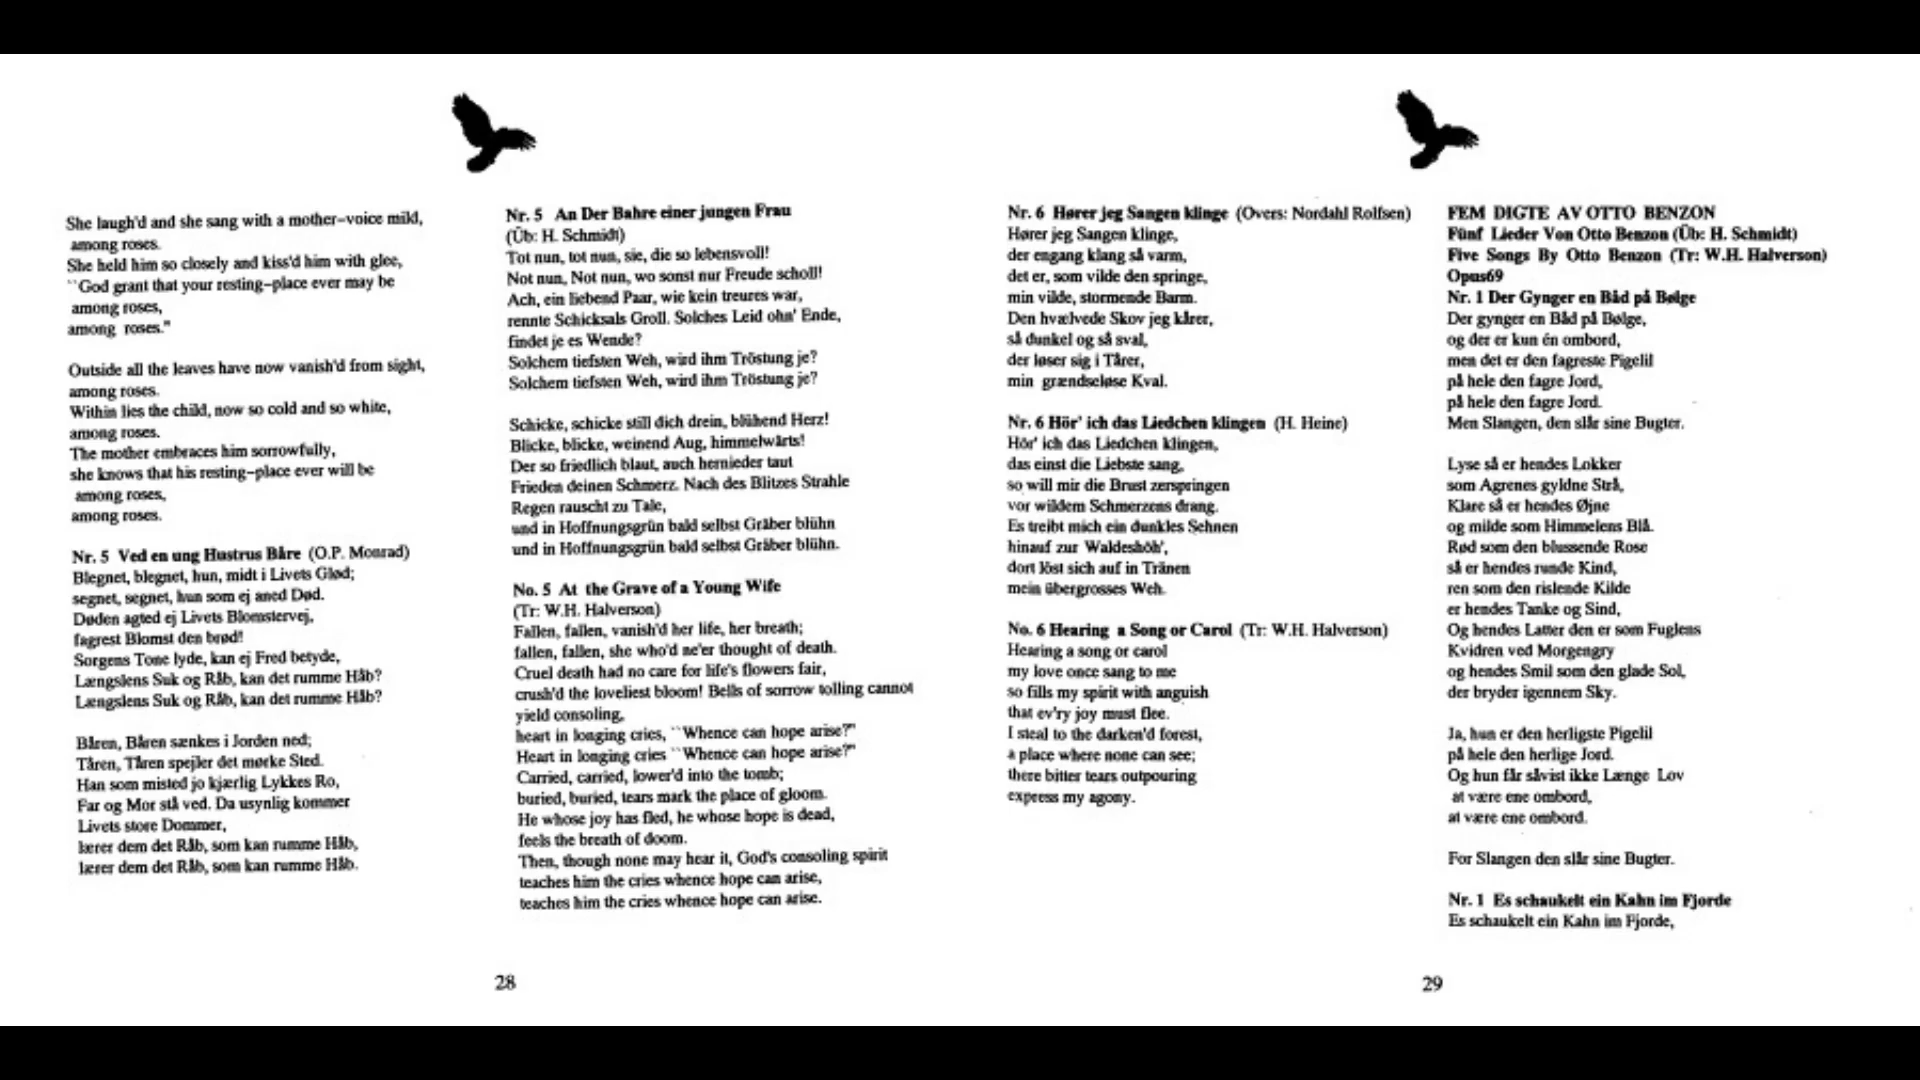 She laugh'd and she sang with a mother-voice mild,
among roses.
She held him so closely and kiss'd him with glee,
``God grant that your resting-place ever may be
among roses,
among roses."

Outside all the leaves have now vanish'd from sight,
among roses.
Within lies the child, now so cold and so white,
among roses.
The mother embraces him sorrowfully,
she knows that his resting-place ever will be
among roses,
among roses.

Nr. 5 Ved en ung Hustrus Båre (O.P. Monrad)
Blegnet, blegnet, hun, midt i Livets Glød;
segnet, segnet, hun som ej aned Død.
Døden agted ej Livets Blomstervej,
fagrest Blomst den brød!
Sorgens Tone lyde, kan ej Fred betyde,
Længslens Suk og Råb, kan det rumme Håb?
Længslens Suk og Råb, kan det rumme Håb?

Båren, Båren sænkes i Jorden ned;
Tåren, Tåren spejler det mørke Sted.
Han som misted jo kjærlig Lykkes Ro,
Far og Mor stå ved. Da usynlig kommer
Livets store Dommer,
lærer dem det Råb, som kan rumme Håb,
lærer dem det Råb, som kan rumme Håb.

Nr. 5 An Der Bahre einer jungen Frau
(Üb: H. Schmidt)
Tot nun, tot nun, sie, die so lebensvoll!
Not nun, Not nun, wo sonst nur Freude scholl!
Ach, ein liebend Paar, wie kein treures war,
rennte Schicksals Groll. Solches Leid ohn' Ende,
findet je es Wende?
Solchem tiefsten Weh, wird ihm Tröstung je?
Solchem tiefsten Weh, wird ihm Tröstung je?

Schicke, schicke still dich drein, blühend Herz!
Blicke, blicke, weinend Aug, himmelwärts!
Der so friedlich blaut, auch hernieder taut
Frieden deinen Schmerz. Nach des Blitzes Strahle
Regen rauscht zu Tale,
und in Hoffnungsgrün bald selbst Gräber blühn
und in Hoffnungsgrün bald selbst Gräber blühn.

No. 5 At the Grave of a Young Wife
(Tr: W.H. Halverson)
Fallen, fallen, vanish'd her life, her breath;
fallen, fallen, she who'd ne'er thought of death.
Cruel death had no care for life's flowers fair,
crush'd the loveliest bloom! Bells of sorrow tolling cannot
yield consoling,
heart in longing cries, ``Whence can hope arise?"
Heart in longing cries ``Whence can hope arise?"
Carried, carried, lower'd into the tomb;
buried, buried, tears mark the place of gloom.
He whose joy has fled, he whose hope is dead,
feels the breath of doom.
Then, though none may hear it, God's consoling spirit
teaches him the cries whence hope can arise,
teaches him the cries whence hope can arise.

28

Nr. 6 Hører jeg Sangen klinge (Overs: Nordahl Rolfsen)
Hører jeg Sangen klinge,
der engang klang så varm,
det er, som vilde den springe,
min vilde, stormende Barm.
Den hvælvede Skov jeg kårer,
så dunkel og så sval,
der løser sig i Tårer,
min grændseløse Kval.

Nr. 6 Hör' ich das Liedchen klingen (H. Heine)
Hör' ich das Liedchen klingen,
das einst die Liebste sang,
so will mir die Brust zerspringen
vor wildem Schmerzens drang.
Es treibt mich ein dunkles Sehnen
hinauf zur Waldeshöh',
dort löst sich auf in Tränen
mein übergrosses Weh.

No. 6 Hearing a Song or Carol (Tr: W.H. Halverson)
Hearing a song or carol
my love once sang to me
so fills my spirit with anguish
that ev'ry joy must flee.
I steal to the darken'd forest,
a place where none can see;
there bitter tears outpouring
express my agony.

FEM DIGTE AV OTTO BENZON
Fünf Lieder Von Otto Benzon (Üb: H. Schmidt)
Five Songs By Otto Benzon (Tr: W.H. Halverson)
Opus69
Nr. 1 Der Gynger en Båd på Bølge
Der gynger en Båd på Bølge,
og der er kun én ombord,
men det er den fagreste Pigelil
på hele den fagre Jord,
på hele den fagre Jord.
Men Slangen, den slår sine Bugter.

Lyse så er hendes Lokker
som Agrenes gyldne Strå,
Klare så er hendes Øjne
og milde som Himmelens Blå.
Rød som den blussende Rose
så er hendes runde Kind,
ren som den rislende Kilde
er hendes Tanke og Sind,
Og hendes Latter den er som Fuglens
Kvidren ved Morgengry
og hendes Smil som den glade Sol,
der bryder igennem Sky.

Ja, hun er den herligste Pigelil
på hele den herlige Jord.
Og hun får såvist ikke Længe Lov
at være ene ombord,
at være ene ombord.

For Slangen den slår sine Bugter.

Nr. 1 Es schaukelt ein Kahn im Fjorde
Es schaukelt ein Kahn im Fjorde,

29